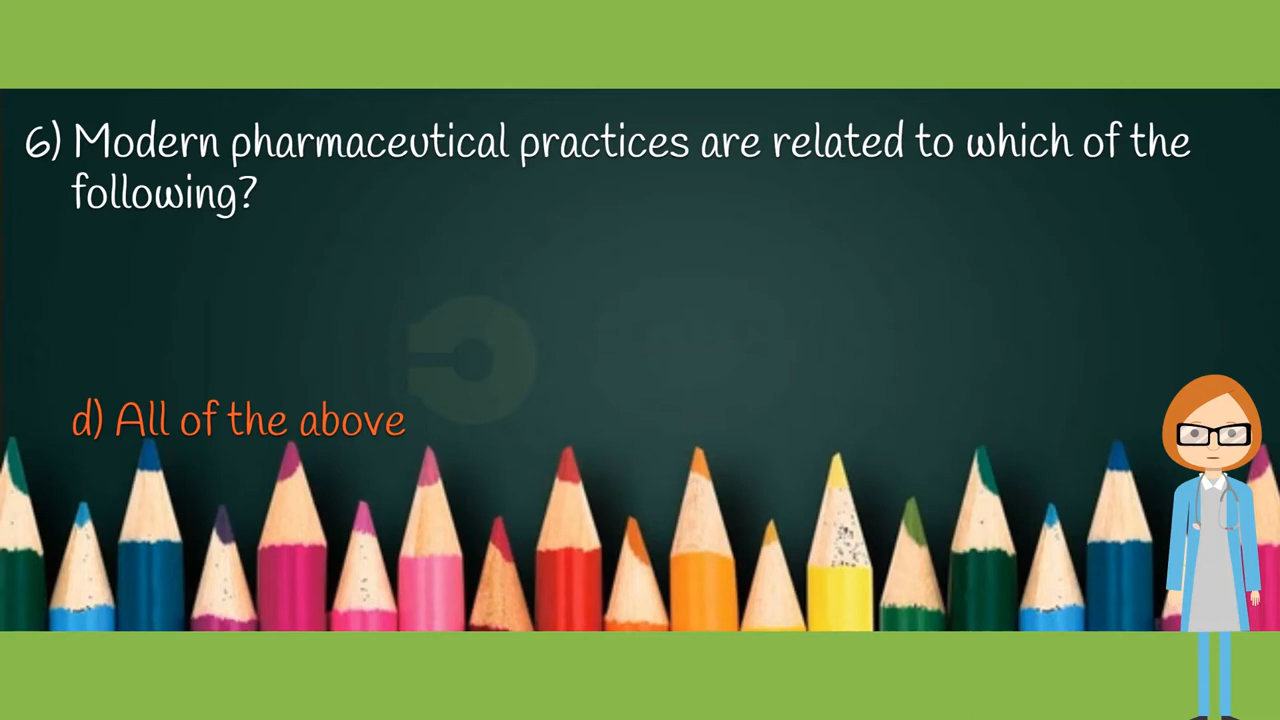 6) Modern pharmaceutical practices are related to which of the
following?
d) All of the above